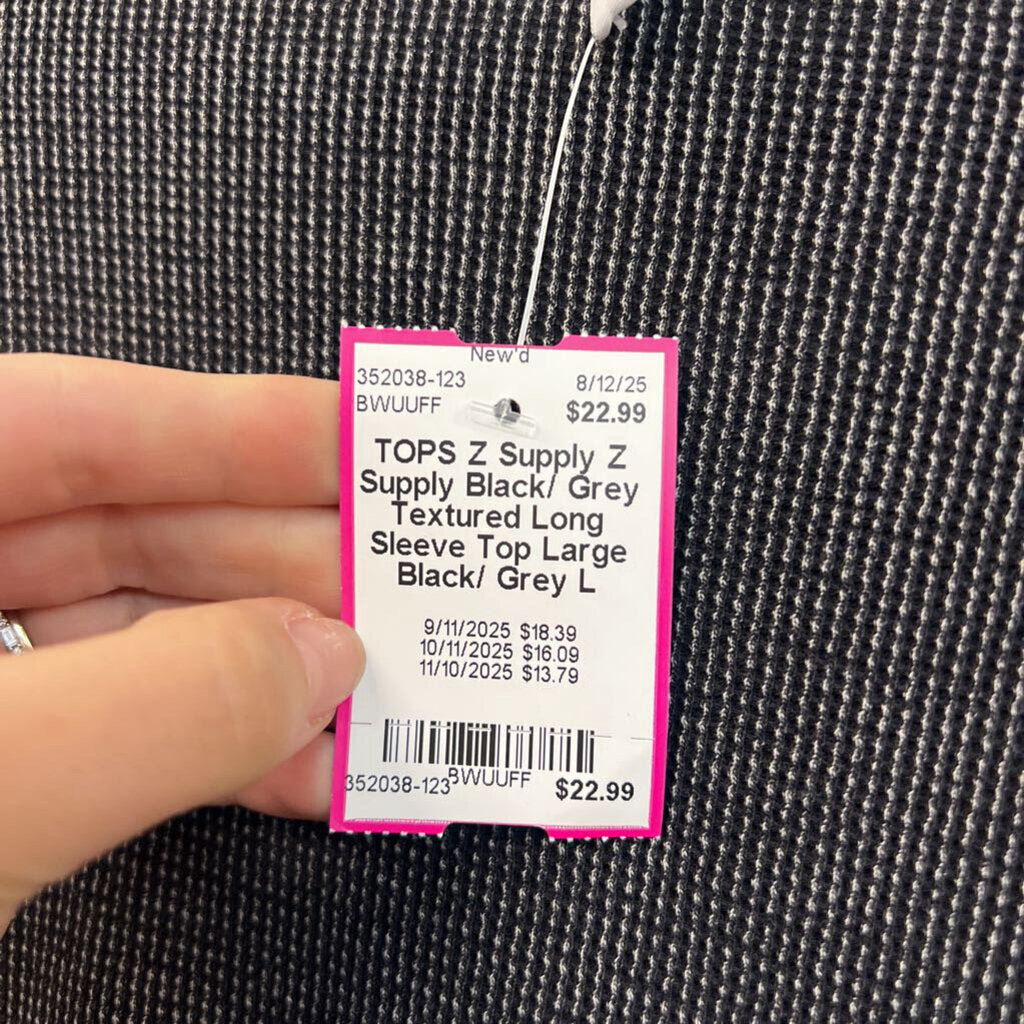 New'd
352038-123 8/12/25
BWUUFF $22.99
TOPS Z Supply Z
Supply Black/ Grey
Textured Long
Sleeve Top Large
Black/ Grey L
9/11/2025 $18.39
10/11/2025 $16.09
11/10/2025 $13.79
352038-123 BWUUFF $22.99